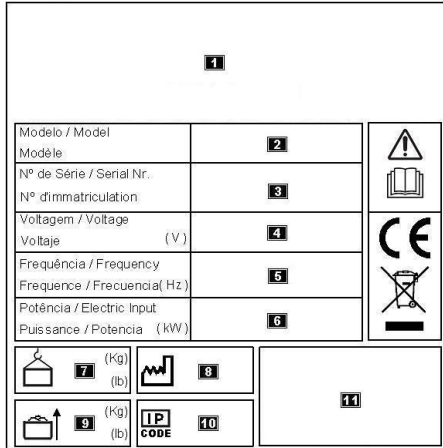 1
Modelo / Model
Modèle
2
Nº de Série / Serial Nr.
Nº d'immatriculation
3
Voltagem / Voltage
Voltaje (V)
4
Frequência / Frequency
Frequence / Frecuencia(Hz)
5
Potência / Electric Input
Puissance / Potencia (kW)
6
CE
7 (Kg)
(lb)
8
9 (Kg)
(lb)
IP
CODE
10
11